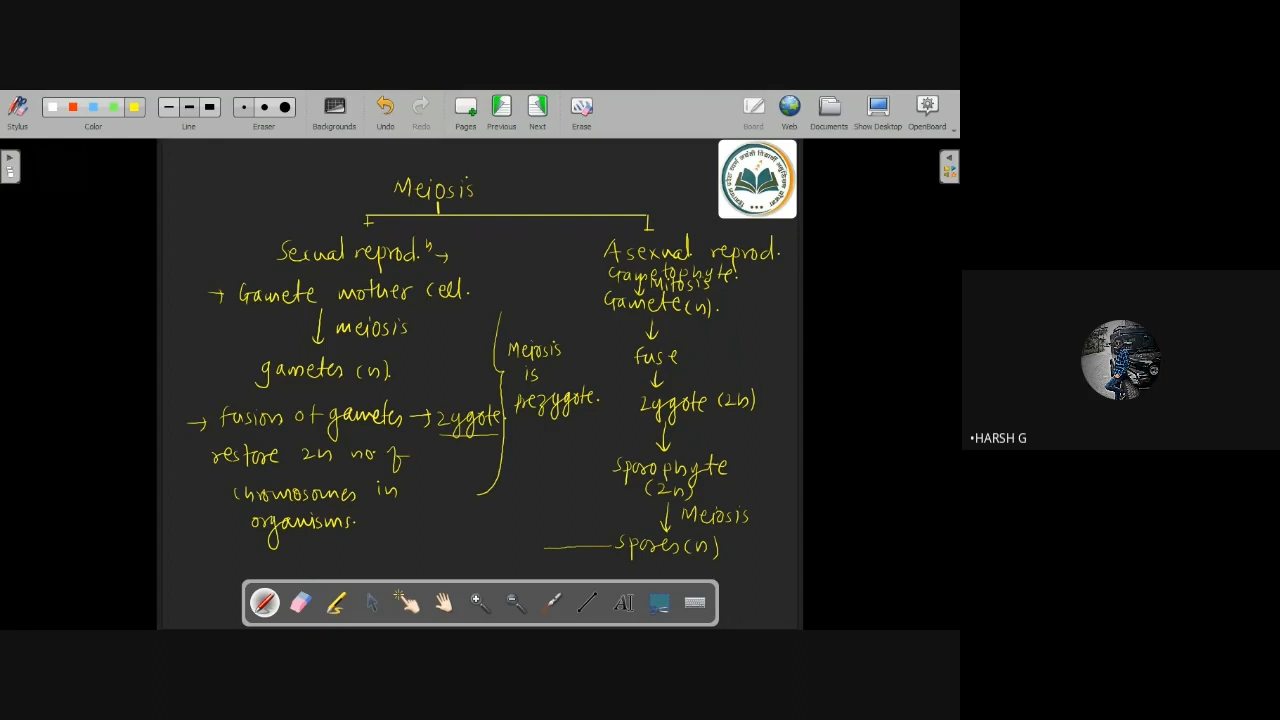 Stylus
Color
Line
Eraser
Backgrounds
Undo
Redo
Pages
Previous
Next
Erase
Board
Web
Documents
Show Desktop
OpenBoard
Meiosis
Sexual reprodⁿ →
→ Gamete mother cell.
↓ meiosis
gametes (n).
→ fusion of gametes → zygote.
restore 2n no of
chromosomes in
organisms.
Meiosis
is
prezygote.
Asexual reprod.
Gametophyte.
↓ Mitosis
Gamete (n).
↓
fuse
↓
zygote (2n)
↓
Sporophyte
(2n)
↓ Meiosis
Spores (n)
•HARSH G